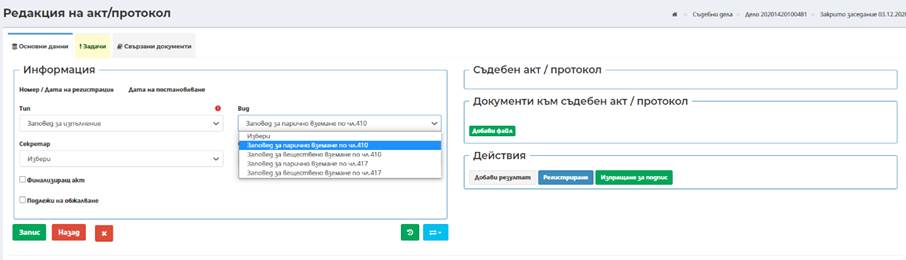 Редакция на акт/протокол
Съдебни дела Дело 20201420100481 Закрито заседание 03.12.2020
Основни данни ! Задачи Свързани документи
Информация
Номер / Дата на регистрация Дата на постановяване
Тип
Заповед за изпълнение
Вид
Заповед за парично вземане по чл.410
Избери
Заповед за парично вземане по чл.410
Заповед за веществено вземане по чл.410
Заповед за парично вземане по чл.417
Заповед за веществено вземане по чл.417
Секретар
Избери
Финализиращ акт
Подлежи на обжалване
Запис Назад
Съдебен акт / протокол
Документи към съдебен акт / протокол
Добави файл
Действия
Добави резултат Регистриране Изпращане за подпис